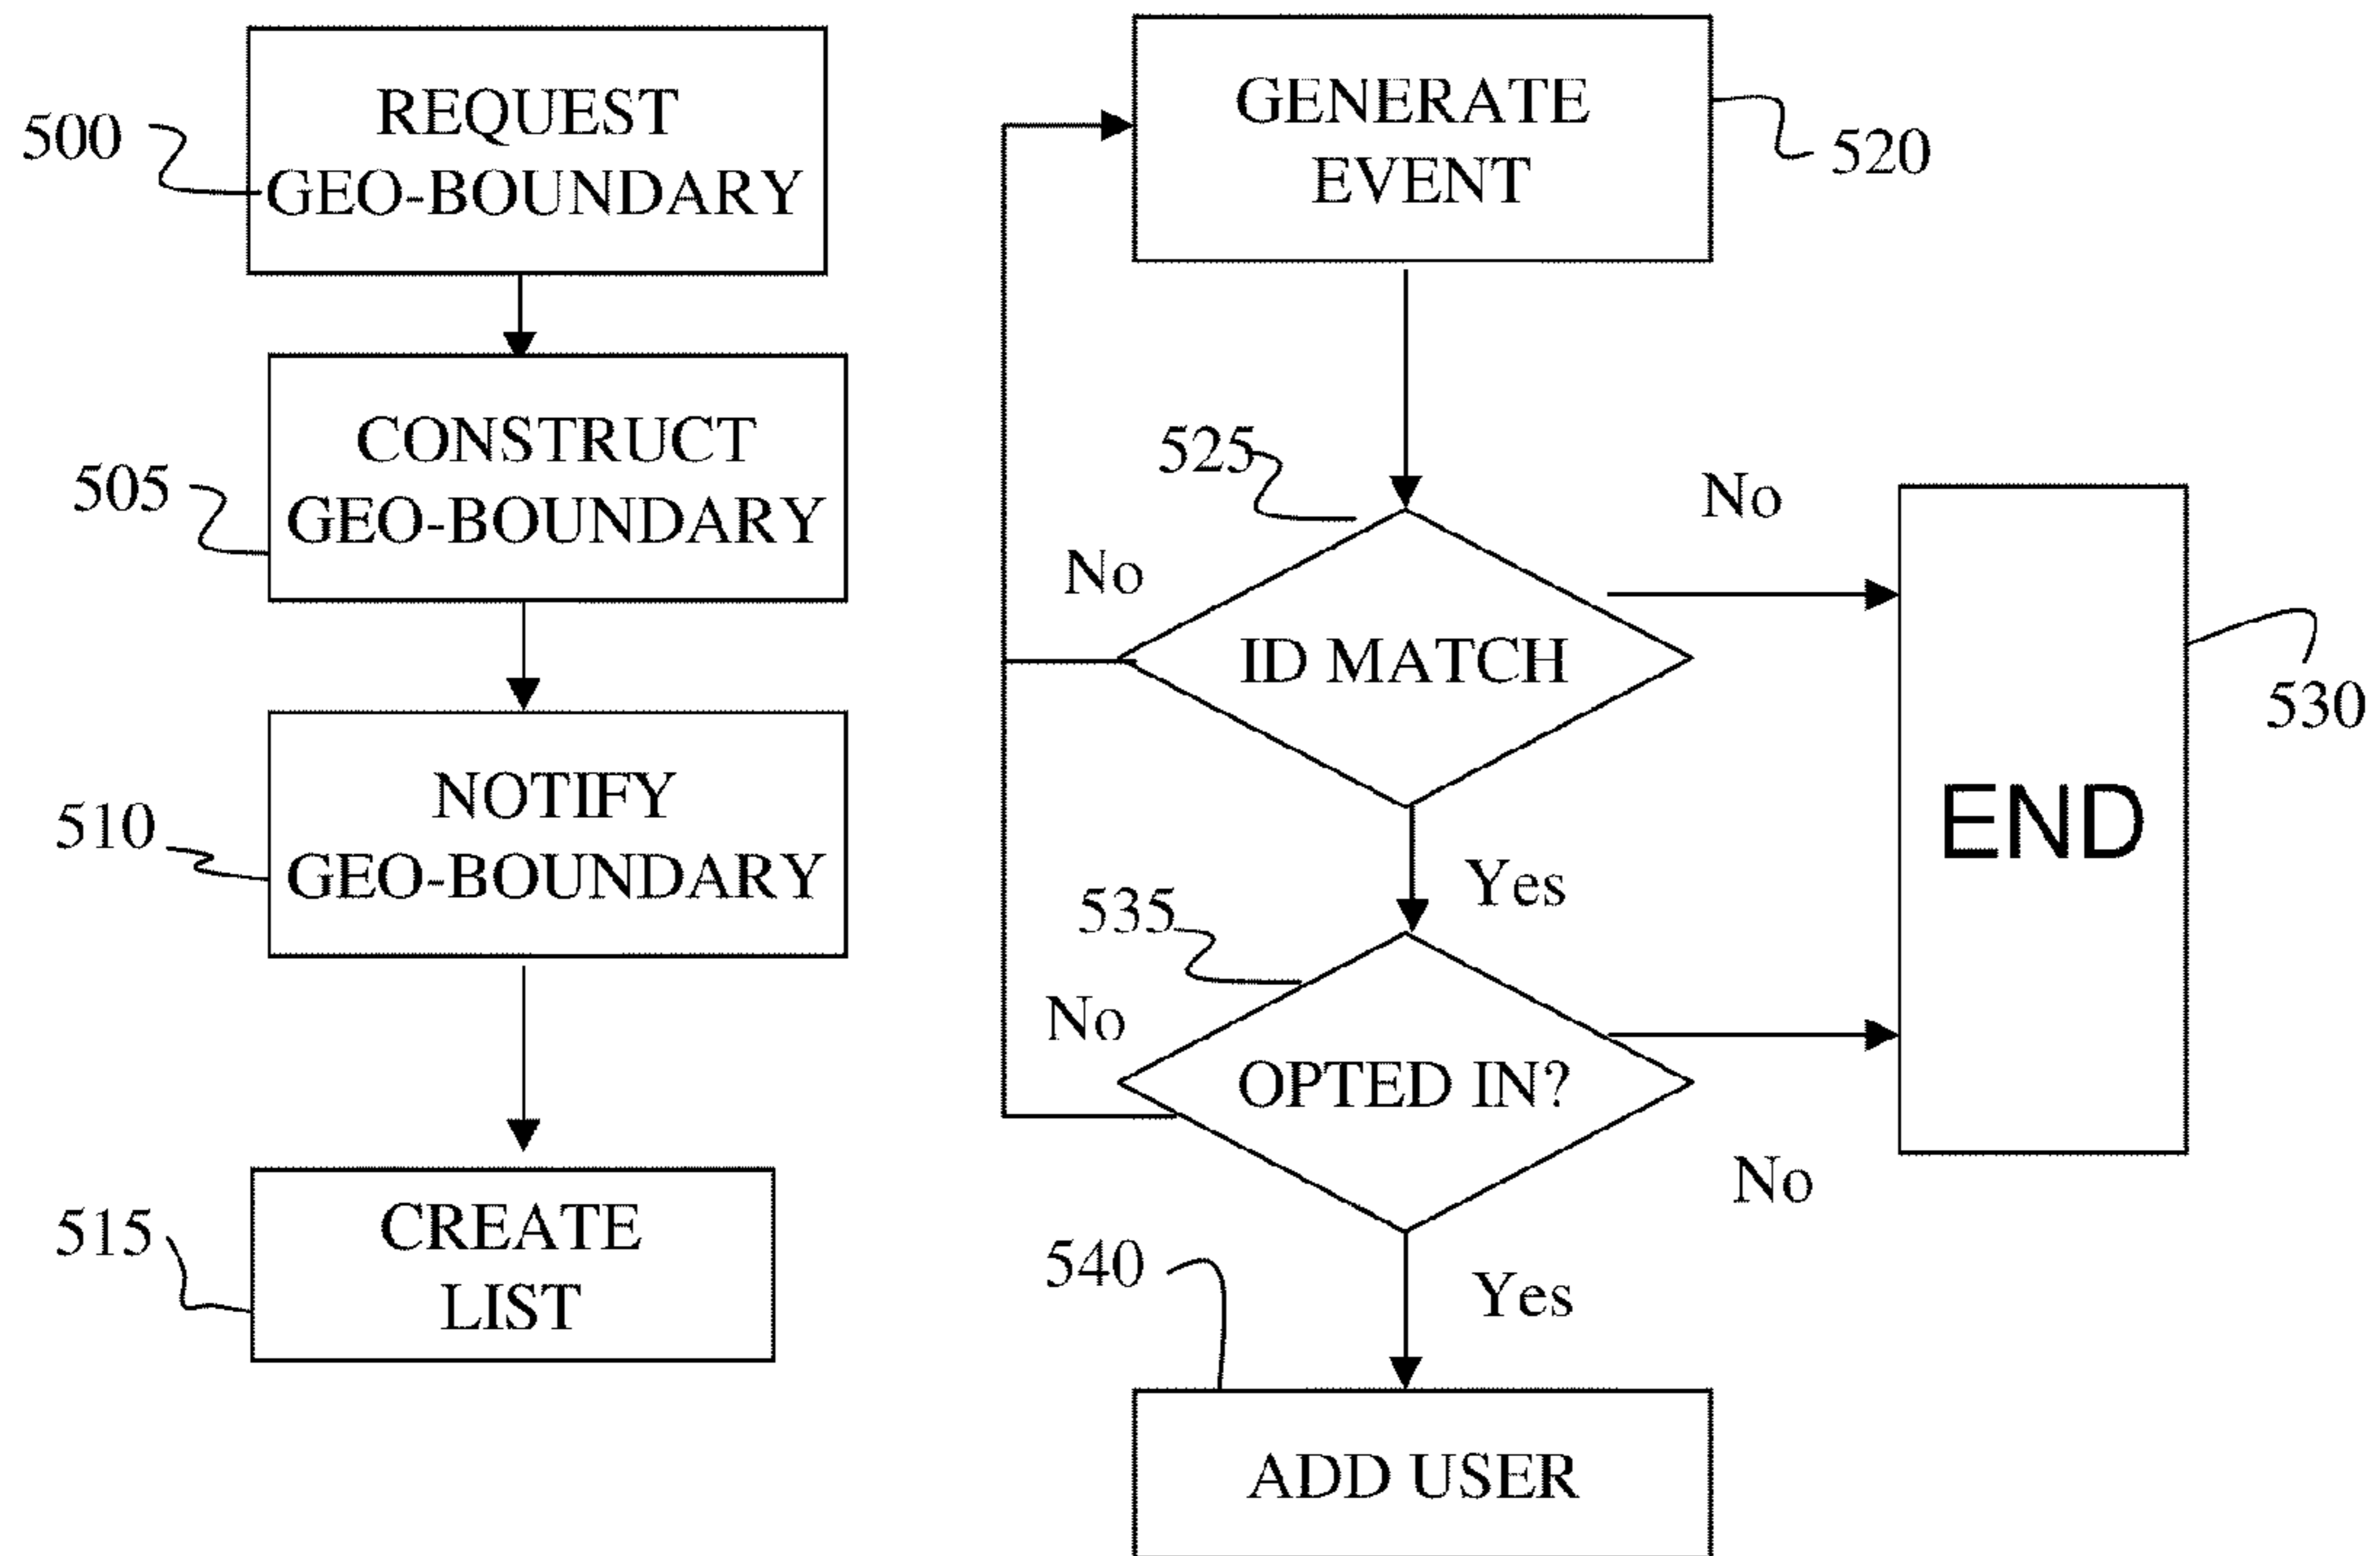 500
REQUEST
GEO-BOUNDARY
505
CONSTRUCT
GEO-BOUNDARY
510
NOTIFY
GEO-BOUNDARY
515
CREATE
LIST
GENERATE
EVENT
520
525
No
No
ID MATCH
END
530
Yes
535
No
OPTED IN?
No
540
Yes
ADD USER